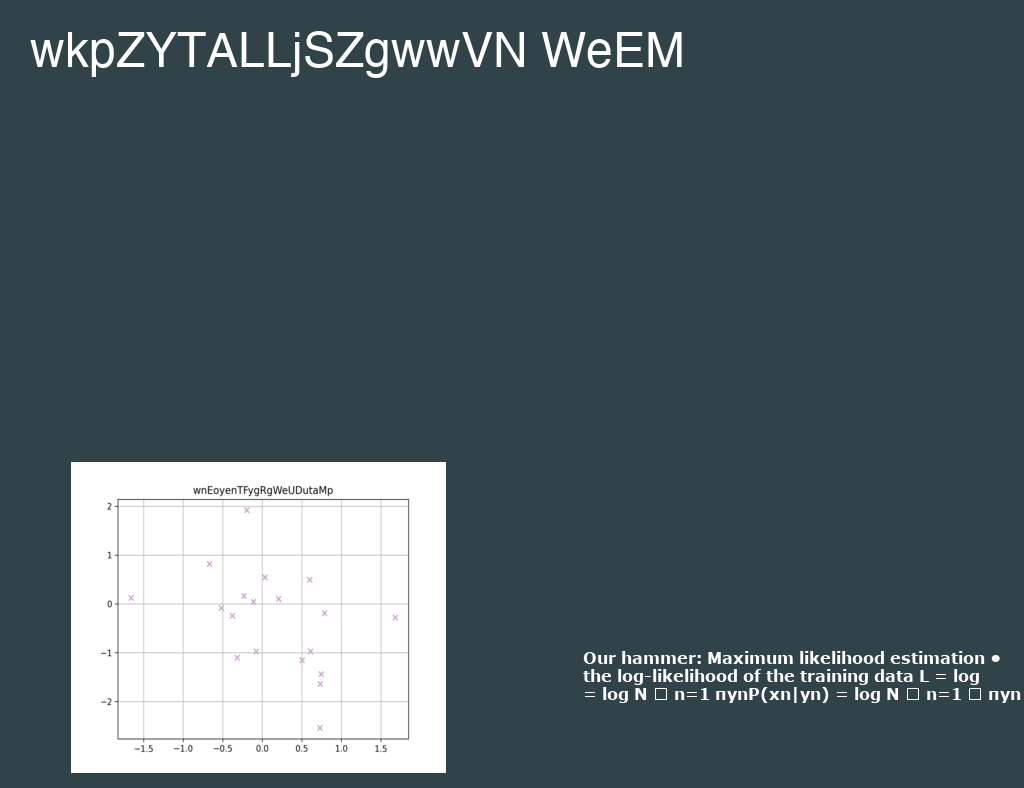 wkpZYTALLjSZgwwVN WeEM
wnEoyenTFygRgWeUDutaMp
2
1
0
−1
−2
−1.5 −1.0 −0.5 0.0 0.5 1.0 1.5
Our hammer: Maximum likelihood estimation •
the log-likelihood of the training data L = log
= log N □ n=1 πynP(xn|yn) = log N □ n=1 □ πyn